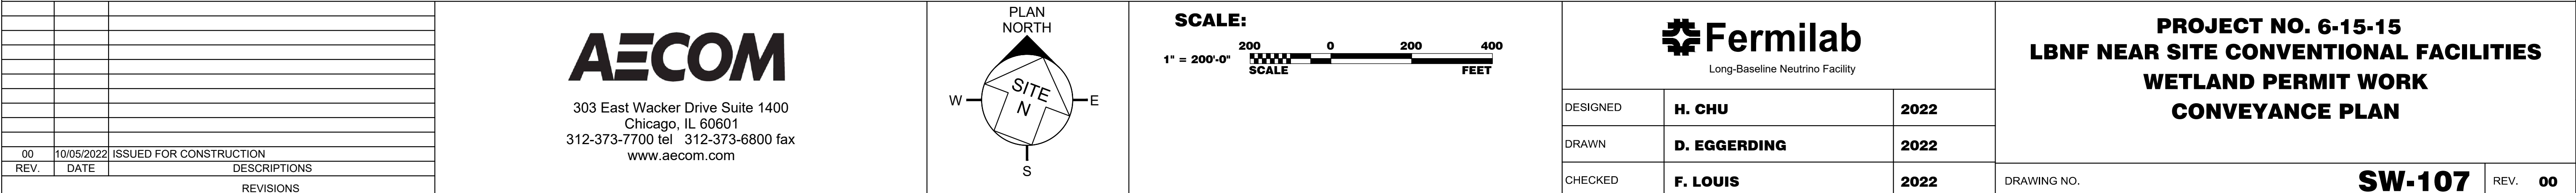 00 10/05/2022 ISSUED FOR CONSTRUCTION
REV. DATE DESCRIPTIONS
REVISIONS
AECOM
303 East Wacker Drive Suite 1400
Chicago, IL 60601
312-373-7700 tel 312-373-6800 fax
www.aecom.com
PLAN
NORTH
W E
SITE
N
S
SCALE:
200 0 200 400
1" = 200'-0"
SCALE FEET
Fermilab
Long-Baseline Neutrino Facility
DESIGNED H. CHU 2022
DRAWN D. EGGERDING 2022
CHECKED F. LOUIS 2022
PROJECT NO. 6-15-15
LBNF NEAR SITE CONVENTIONAL FACILITIES
WETLAND PERMIT WORK
CONVEYANCE PLAN
DRAWING NO. SW-107 REV. 00